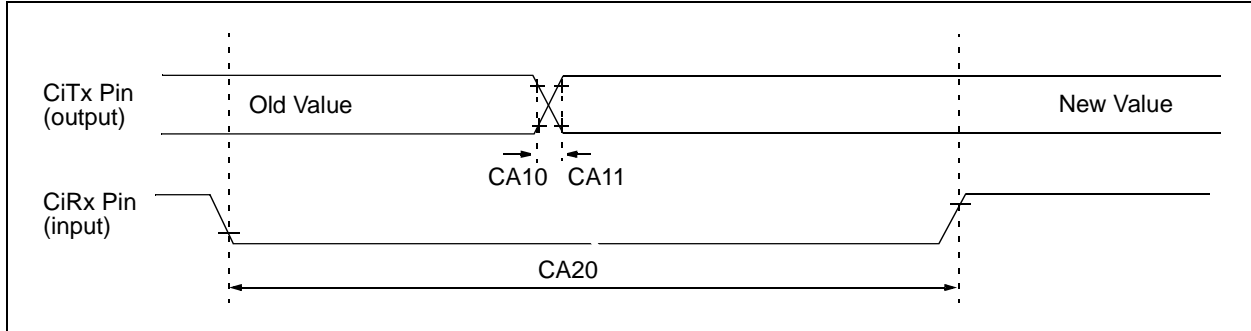 CiTx Pin
(output)
Old Value
New Value
CA10 CA11
CiRx Pin
(input)
CA20